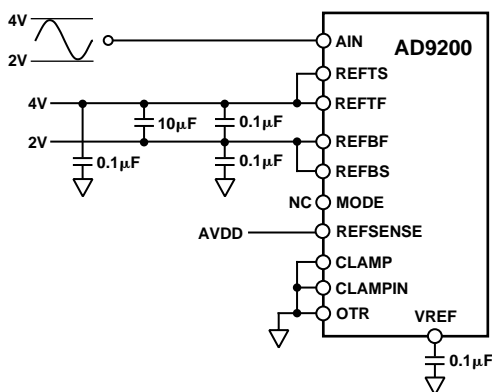 4V
2V
AIN
AD9200
REFTS
4V
REFTF
10µF
0.1µF
2V
REFBF
0.1µF
0.1µF
REFBS
NC
MODE
AVDD
REFSENSE
CLAMP
CLAMPIN
OTR
VREF
0.1µF